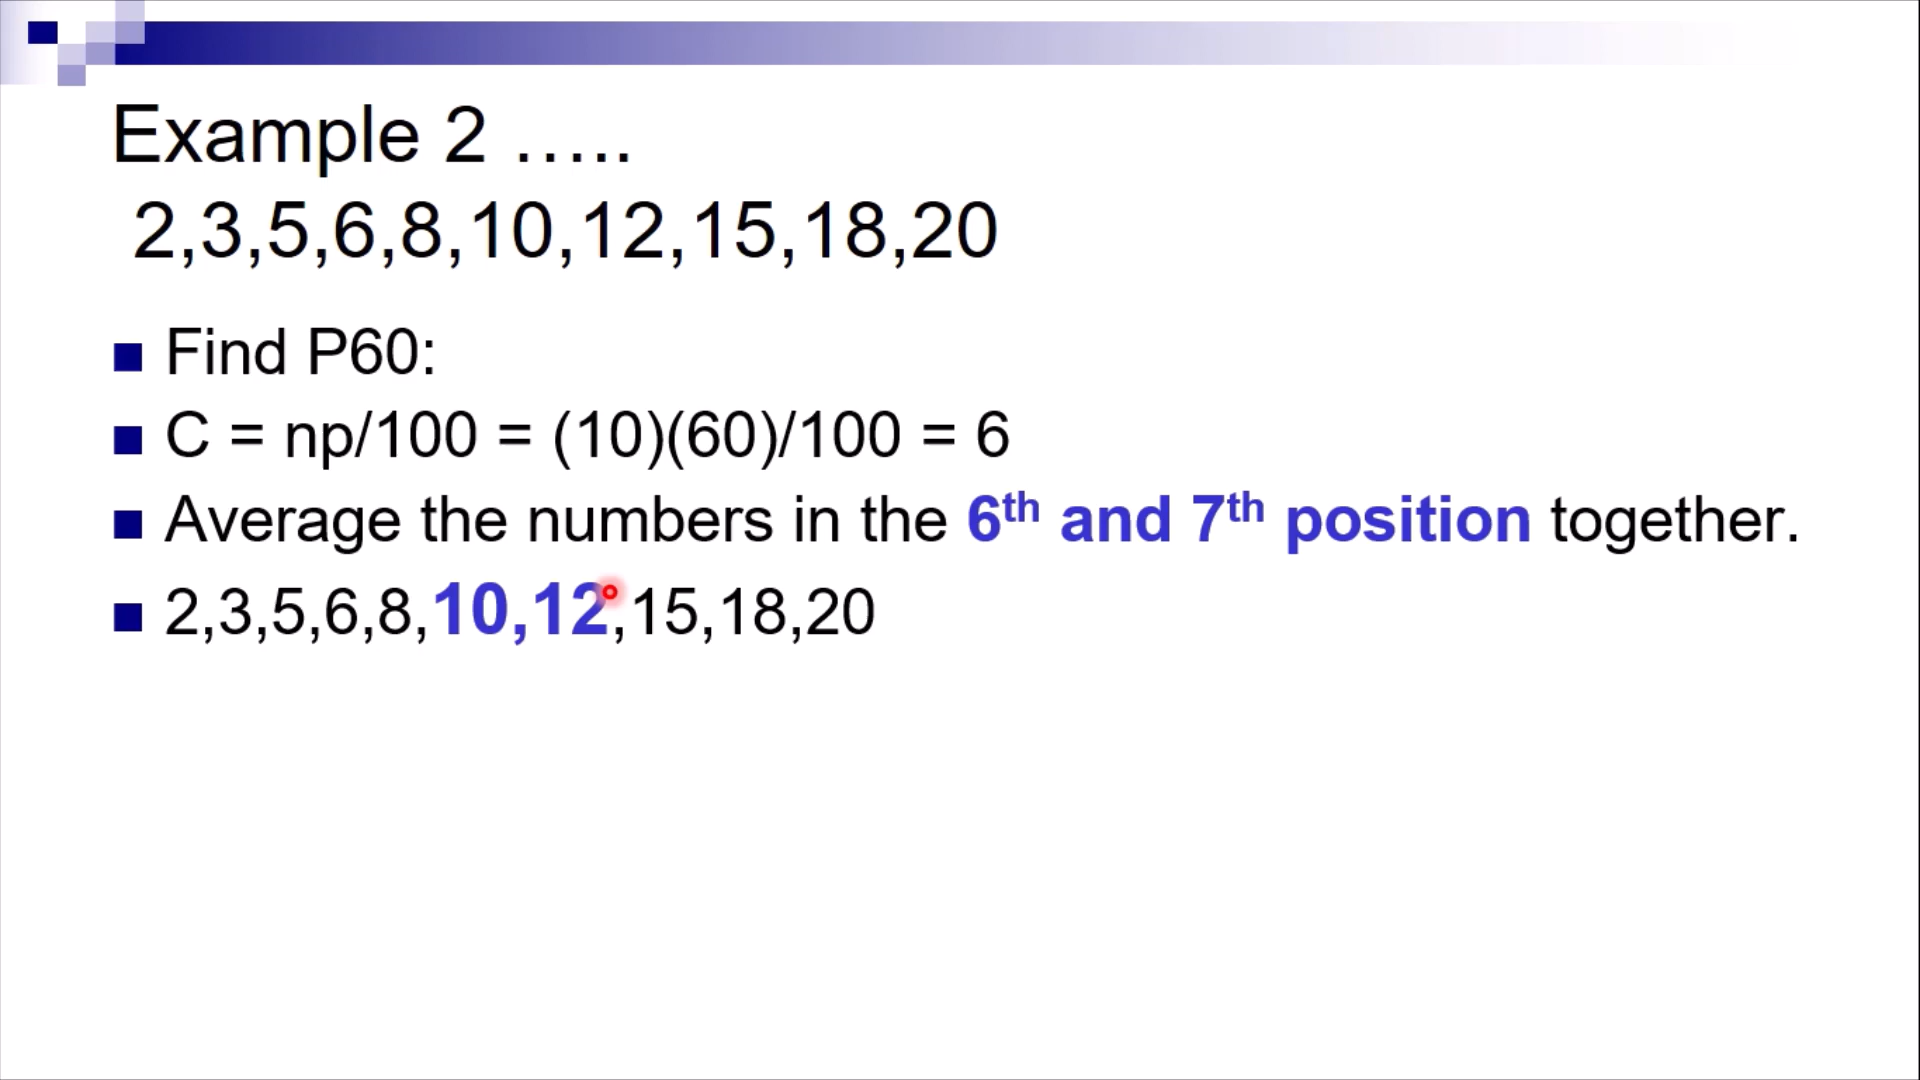 Example 2 …..
2,3,5,6,8,10,12,15,18,20
Find P60:
C = np/100 = (10)(60)/100 = 6
Average the numbers in the 6th and 7th position together.
2,3,5,6,8,10,12,15,18,20